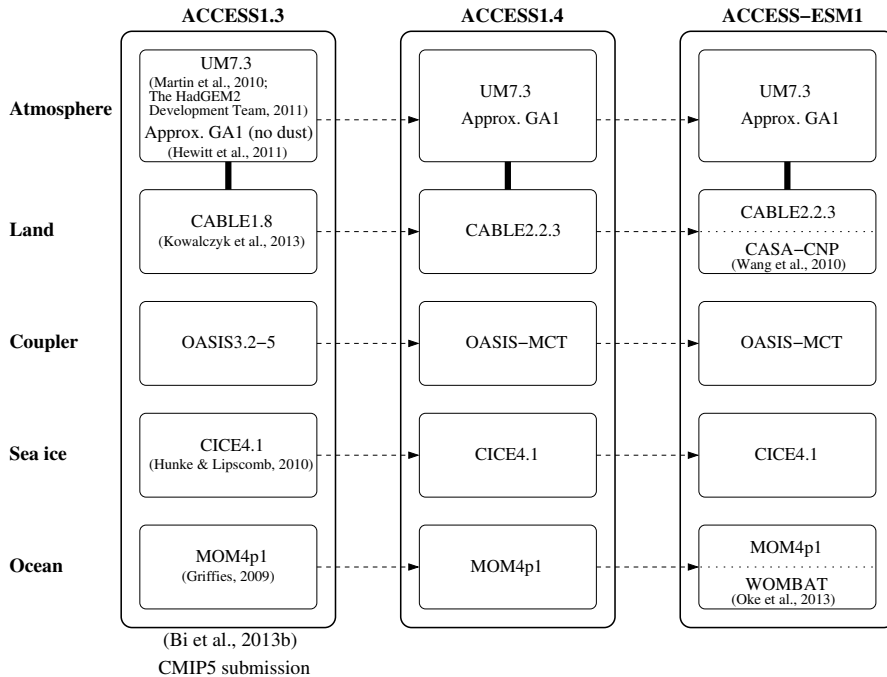 ACCESS1.3
ACCESS1.4
ACCESS−ESM1
Atmosphere
UM7.3
(Martin et al., 2010;
The HadGEM2
Development Team, 2011)
Approx. GA1 (no dust)
(Hewitt et al., 2011)
UM7.3
Approx. GA1
UM7.3
Approx. GA1
Land
CABLE1.8
(Kowalczyk et al., 2013)
CABLE2.2.3
CABLE2.2.3
CASA−CNP
(Wang et al., 2010)
Coupler
OASIS3.2−5
OASIS−MCT
OASIS−MCT
Sea ice
CICE4.1
(Hunke & Lipscomb, 2010)
CICE4.1
CICE4.1
Ocean
MOM4p1
(Griffies, 2009)
MOM4p1
MOM4p1
WOMBAT
(Oke et al., 2013)
(Bi et al., 2013b)
CMIP5 submission